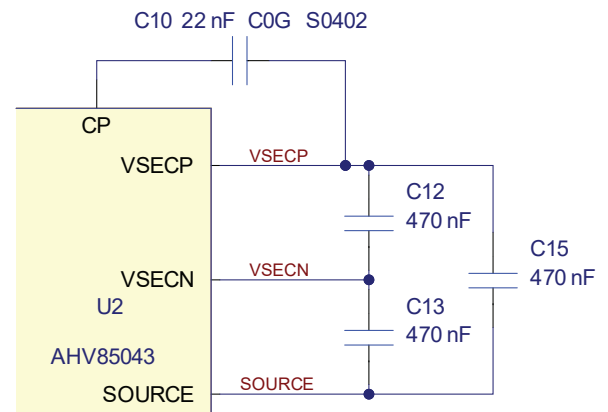 C10 22 nF C0G S0402
CP
VSECP
VSECP
C12
470 nF
C15
470 nF
VSECN
VSECN
U2
C13
470 nF
AHV85043
SOURCE
SOURCE